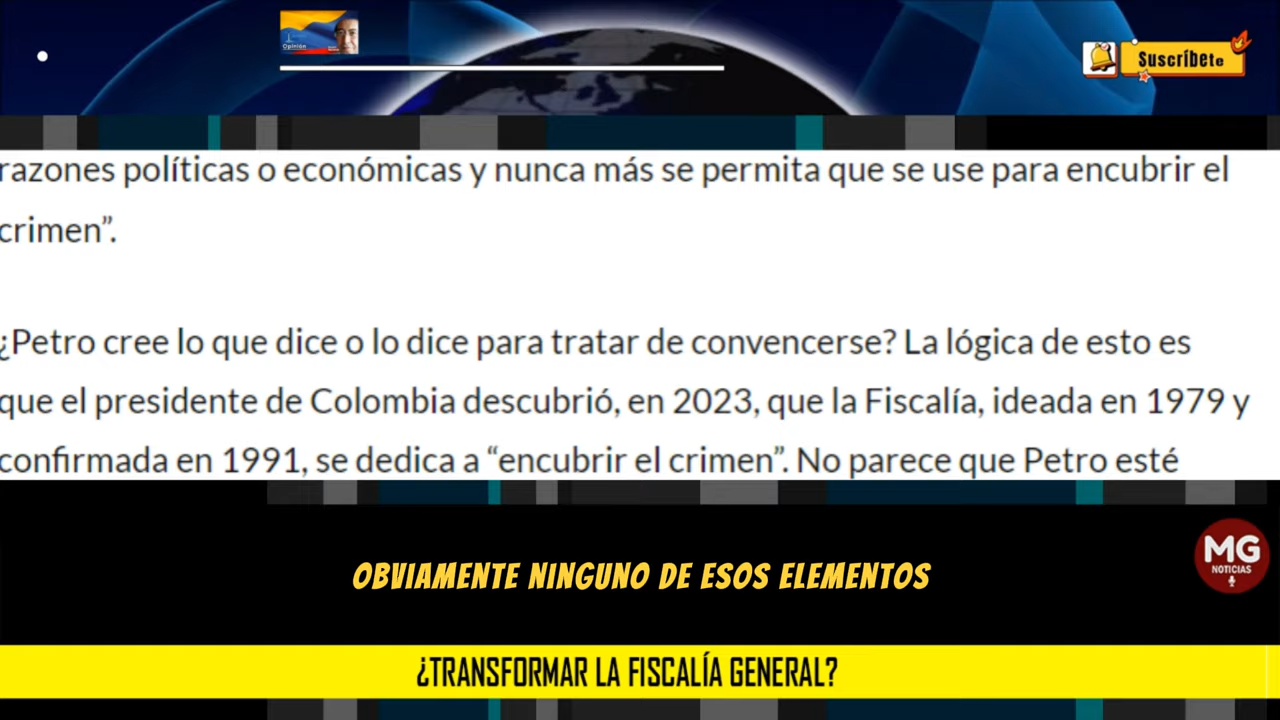 Opinión
Suscríbete
razones políticas o económicas y nunca más se permita que se use para encubrir el
crimen”.
¿Petro cree lo que dice o lo dice para tratar de convencerse? La lógica de esto es
que el presidente de Colombia descubrió, en 2023, que la Fiscalía, ideada en 1979 y
confirmada en 1991, se dedica a “encubrir el crimen”. No parece que Petro esté
OBVIAMENTE NINGUNO DE ESOS ELEMENTOS
MG
NOTICIAS
¿TRANSFORMAR LA FISCALÍA GENERAL?